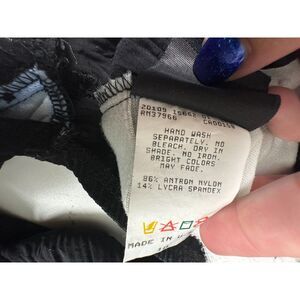 RN37960
HAND WASH
SEPARATELY. NO
BLEACH. DRY IN
SHADE. NO IRON.
BRIGHT COLORS
MAY FADE.
86% ANTRON NYLON
14% LYCRA SPANDEX
MADE IN